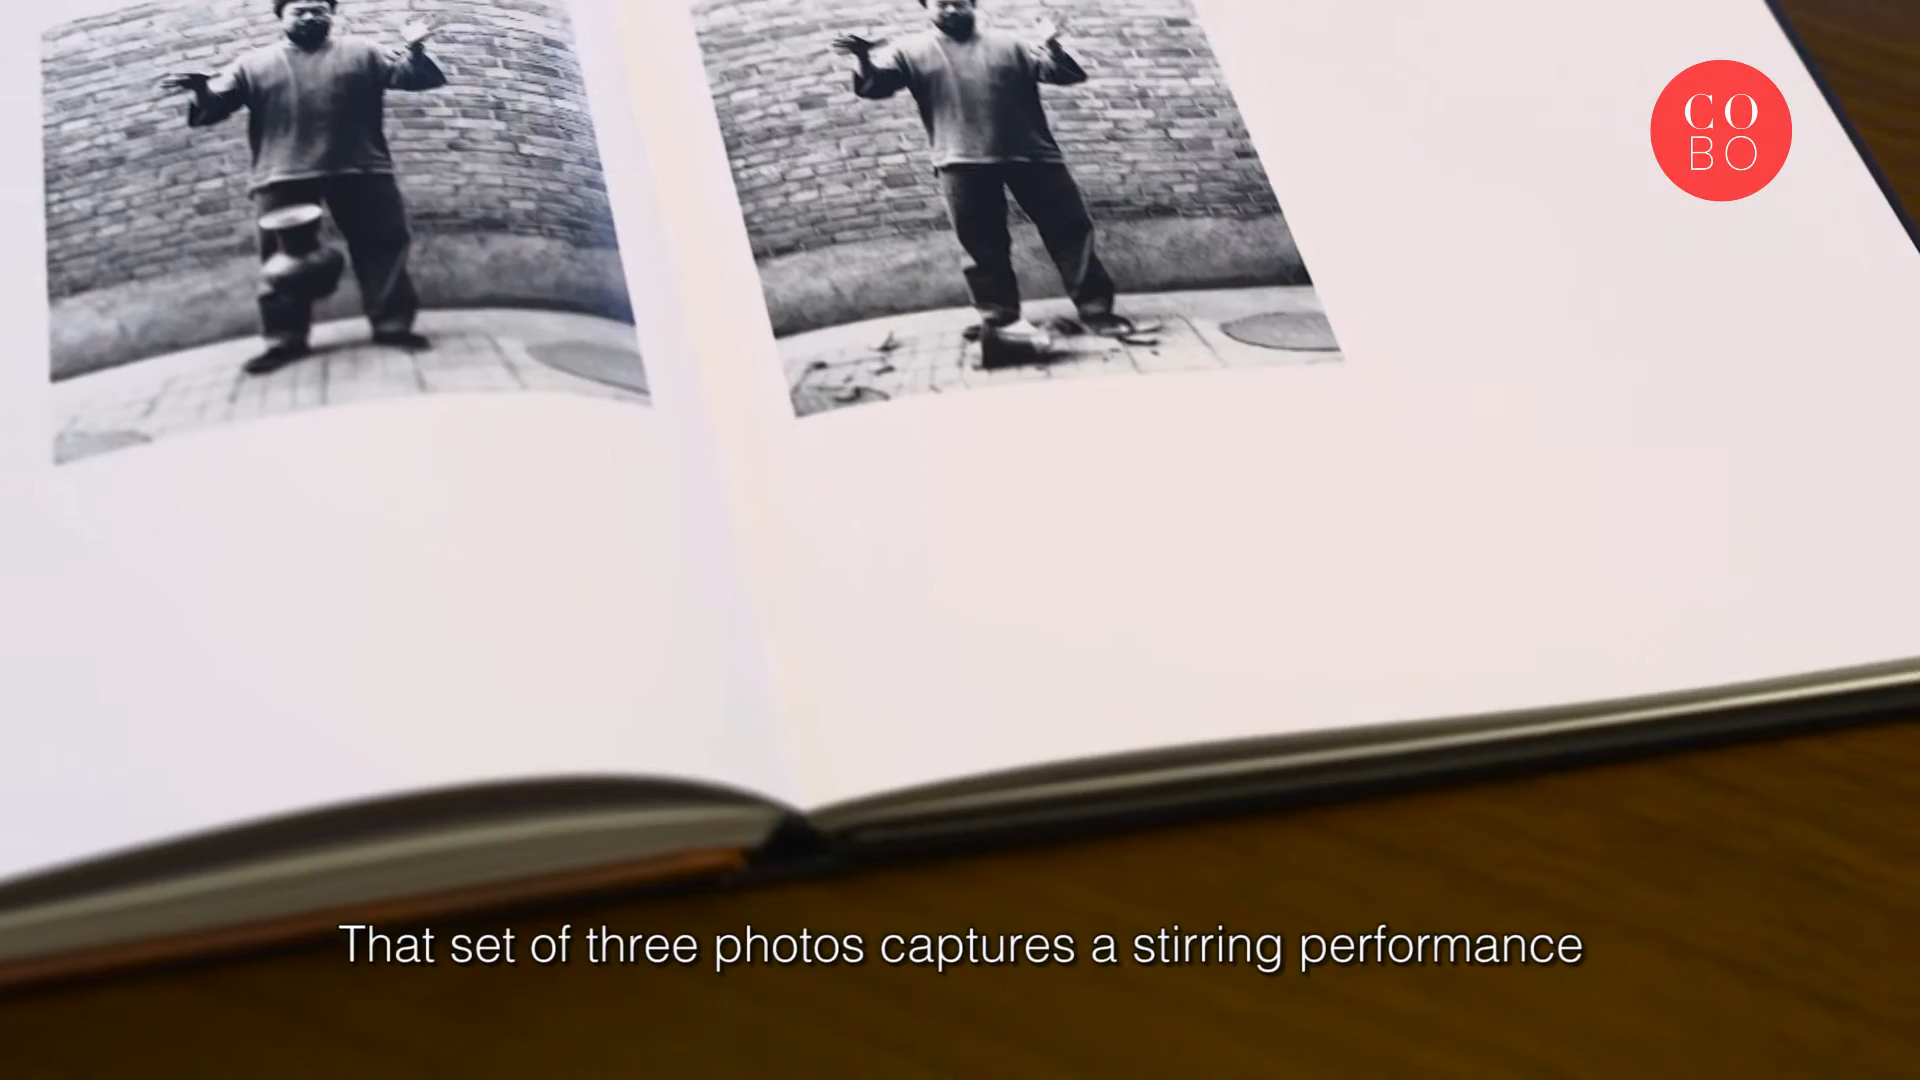 CO
BO
That set of three photos captures a stirring performance